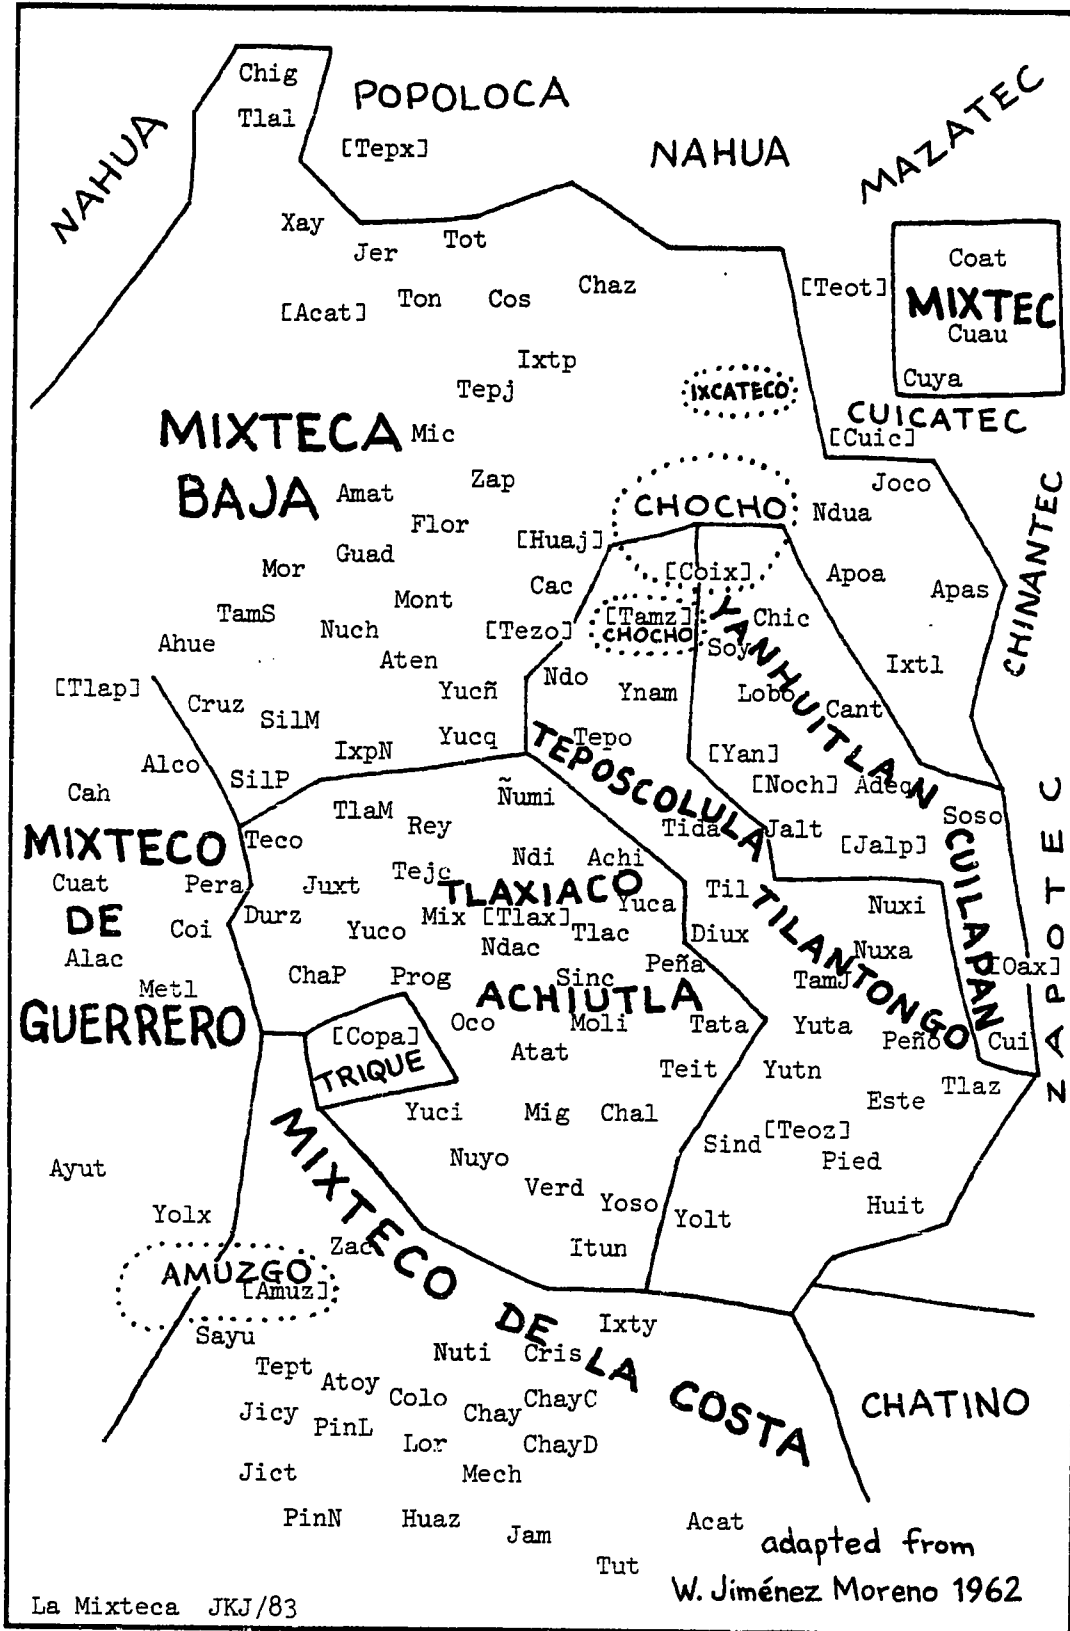 Chig
POPOLOCA
MAZATEC
Tlal
NAHUA
[Tepx]
NAHUA
Xay
Tot
Jer
Coat
Chaz
[Teot]
Ton
Cos
MIXTEC
[Acat]
Cuau
Ixtp
Cuya
Tepj
IXCATECO
CUICATEC
MIXTECA
Mic
[Cuic]
Zap
Joco
BAJA
Amat
CHOCHO
Ndua
Flor
CHINANTEC
[Huaj]
Guad
Mor
[Coix]
Apoa
Cac
Apas
Mont
TamS
[Tamz]
Chic
Nuch
[Tezo]
CHOCHO
YANHUITLAN
Ahue
Soy
Aten
Ixtl
[Tlap]
Ndo
Yucñ
Ynam
Lobo
Cruz
Cant
SilM
Yucq
Tepo
IxpN
TEPOSCOLULA
[Yan]
Alco
SilP
[Noch]
Adeq
Cah
Ñumi
TlaM
Soso
Rey
Tida
Jalt
MIXTECO
Teco
[Jalp]
CUILAPAN
ZAPOTEC
Ndi
Achi
Tejc
Cuat
Pera
Juxt
TLAXIACO
Til
TILANTONGO
Yuca
Nuxi
DE
Durz
Mix
[Tlax]
Coi
Yuco
Tlac
Diux
Ndac
Nuxa
Alac
Peña
[Oax]
ChaP
Prog
Sinc
TamJ
Metl
ACHIUTLA
GUERRERO
Oco
Moli
Tata
Yuta
[Copa]
Peño
Cui
Atat
TRIQUE
Teit
Yutn
Tlaz
Este
Yuci
Mig
Chal
[Teoz]
MIXTECO DE LA COSTA
Sind
Nuyo
Pied
Ayut
Verd
Yoso
Huit
Yolx
Yolt
Zac
Itun
AMUZGO
[Amuz]
Ixty
Sayu
Nuti
Cris
Tept
Atoy
Colo
ChayC
CHATINO
Jicy
Chay
PinL
Lor
ChayD
Jict
Mech
PinN
Huaz
Acat
Jam
adapted from
Tut
W. Jiménez Moreno 1962
La Mixteca JKJ/83